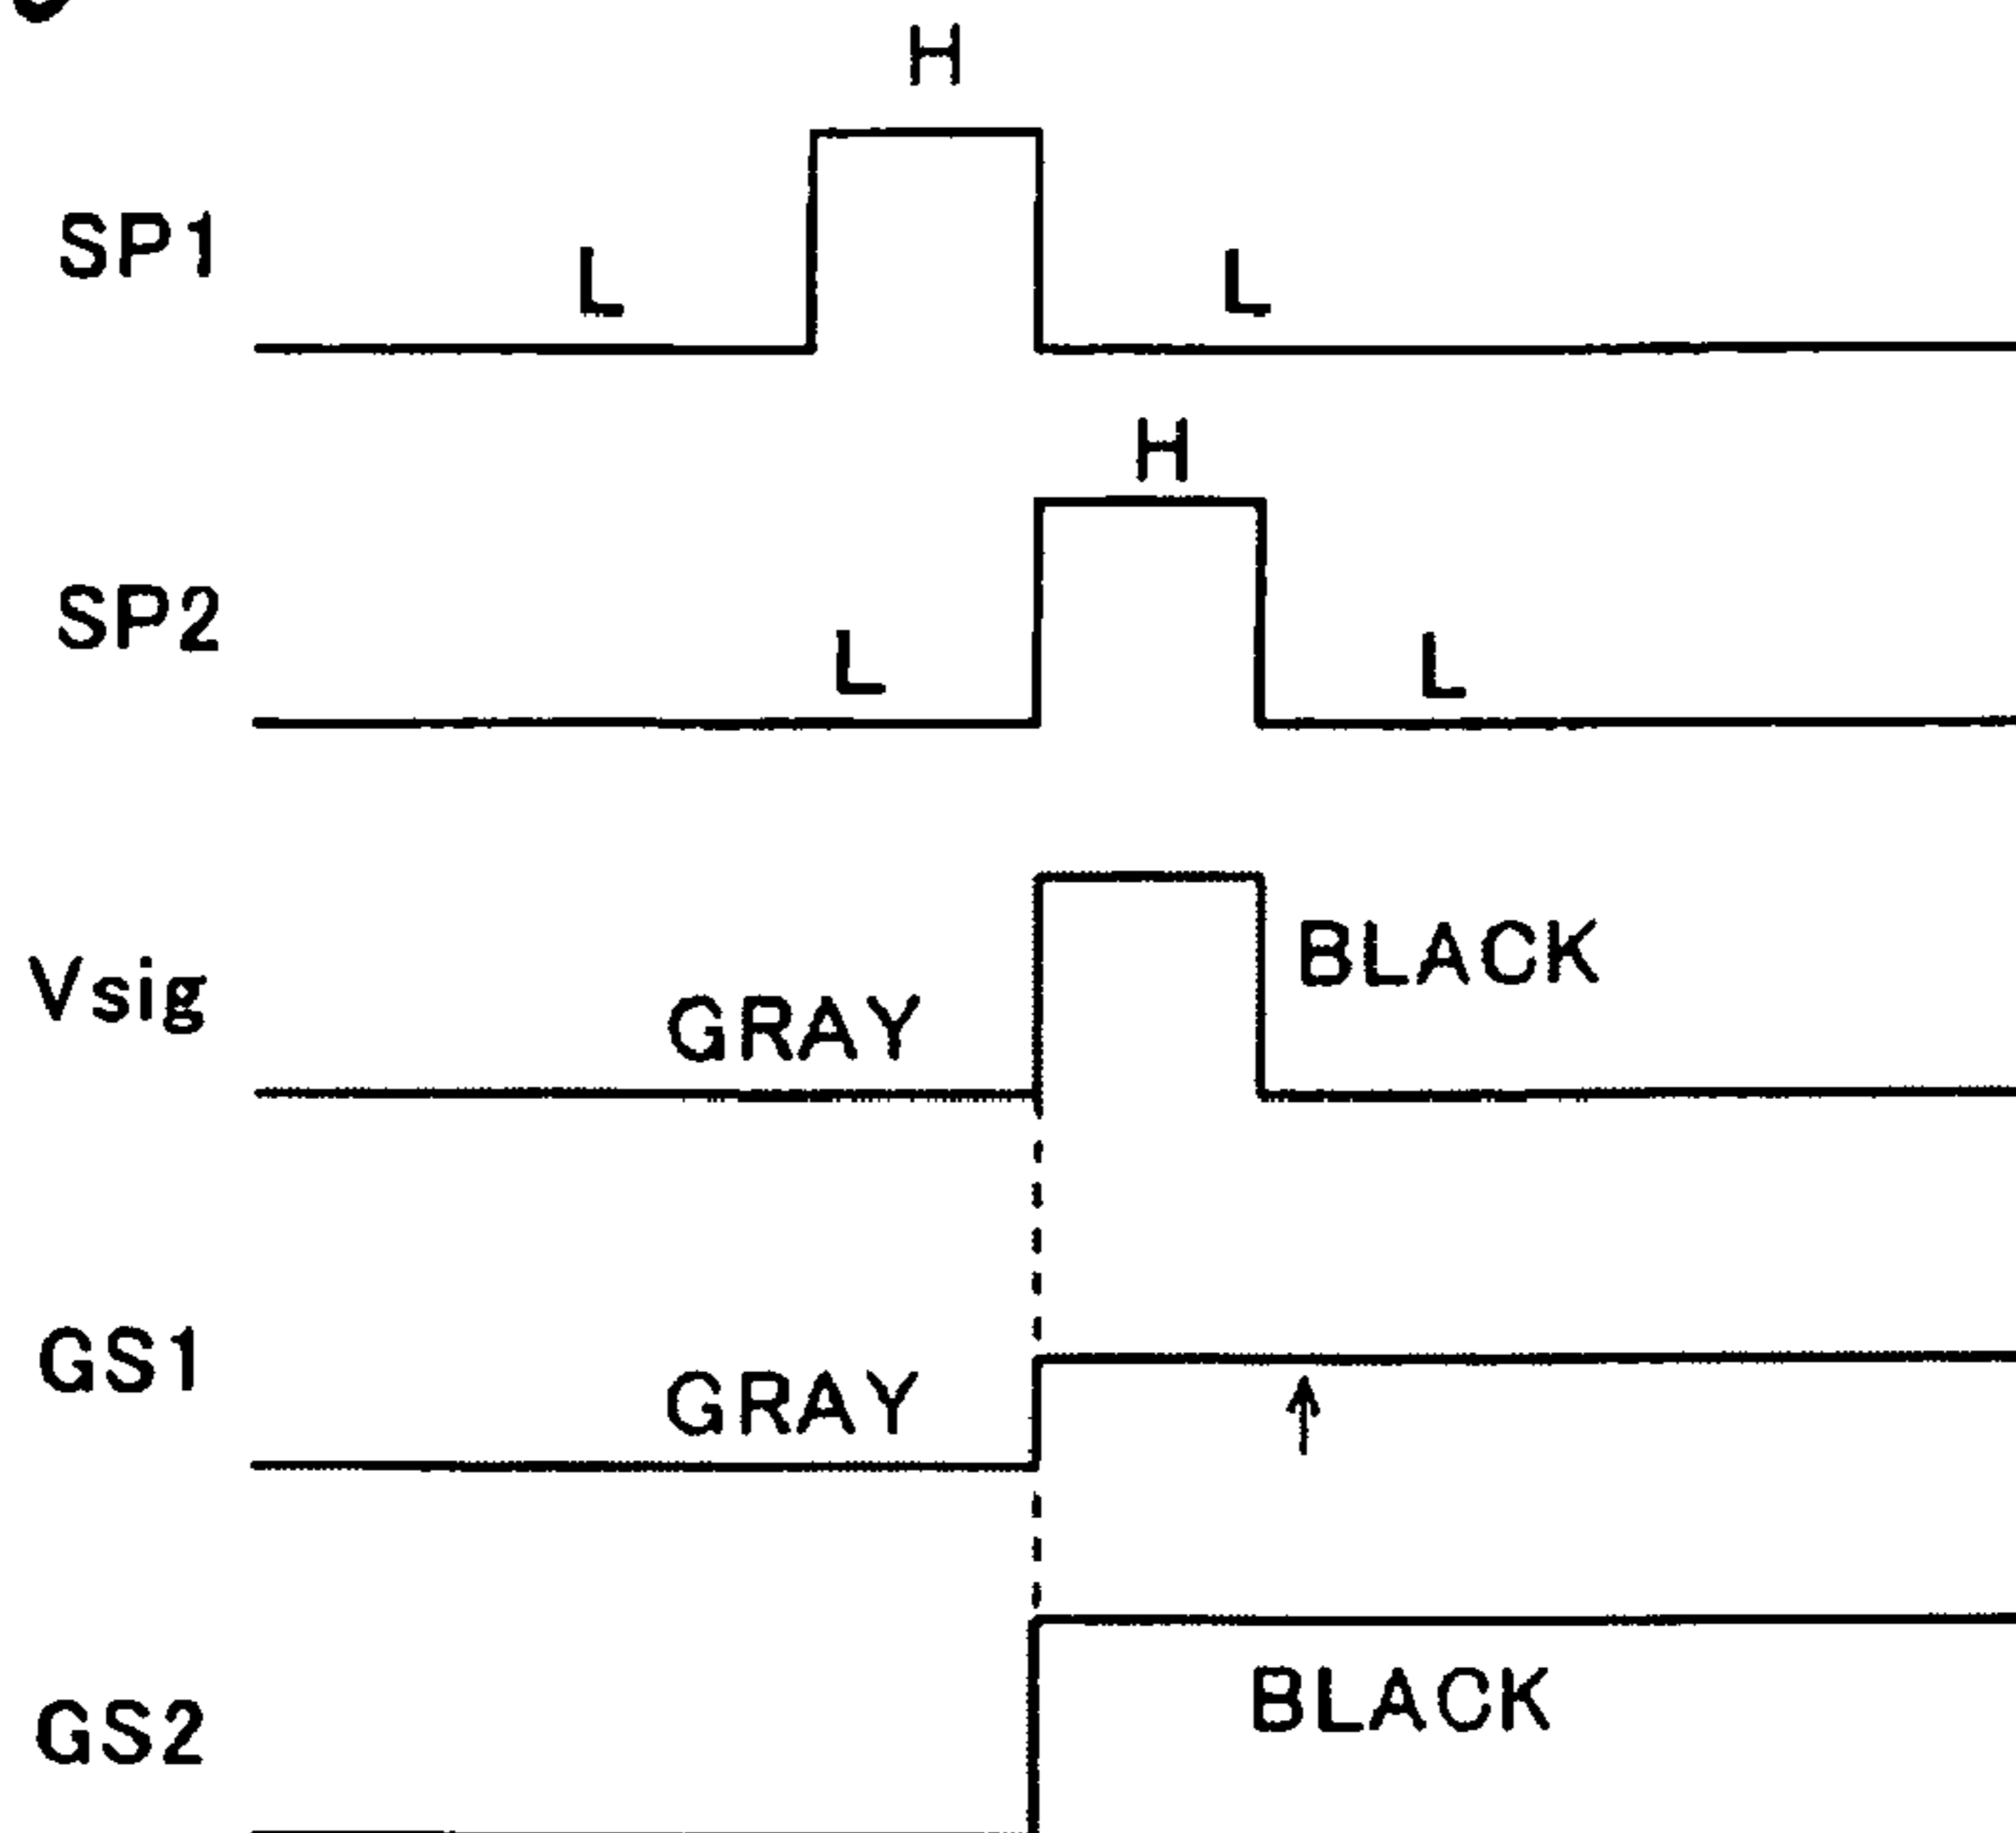 H
SP1 L L
H
SP2 L L
Vsig GRAY BLACK
GS1 GRAY
GS2 BLACK